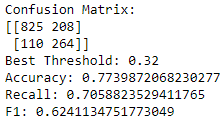 Confusion Matrix:
[[825 208]
 [110 264]]
Best Threshold: 0.32
Accuracy: 0.7739872068230277
Recall: 0.7058823529411765
F1: 0.6241134751773049